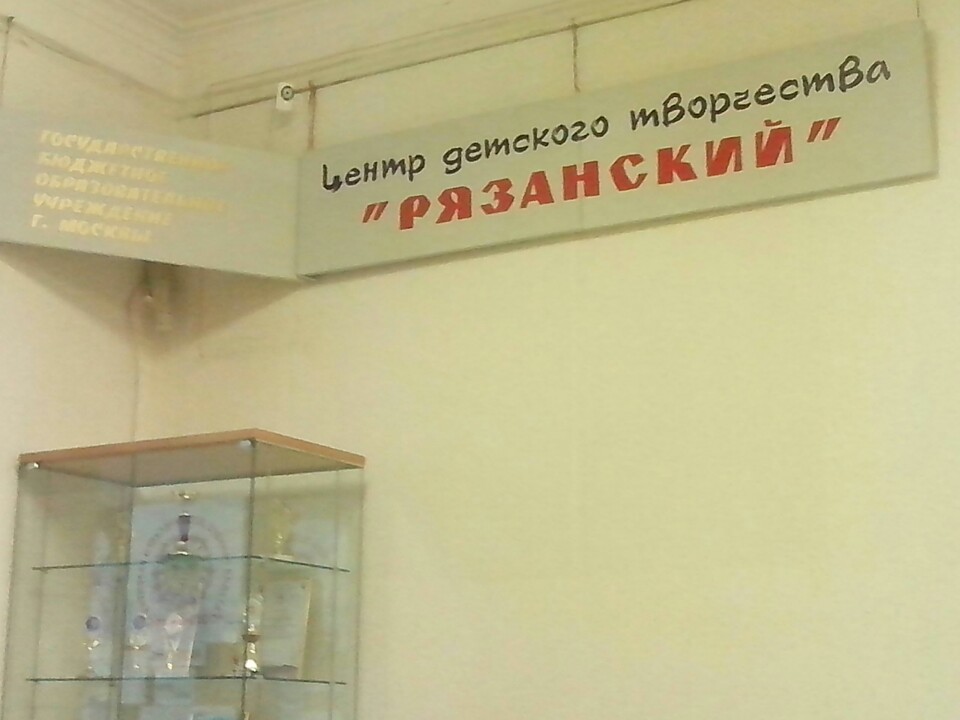 ГОСУДАРСТВЕННОЕ
БЮДЖЕТНОЕ
ОБРАЗОВАТЕЛЬНОЕ
УЧРЕЖДЕНИЕ
Г. МОСКВЫ
Центр детского творчества
"РЯЗАНСКИЙ"